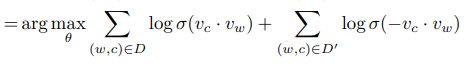 = arg max_θ ∑_{(w,c)∈D} log σ(v_c · v_w) + ∑_{(w,c)∈D′} log σ(−v_c · v_w)